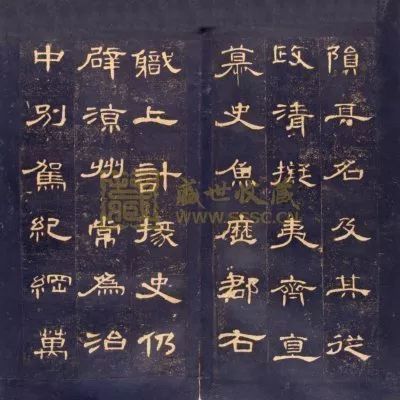 隕其名及其從
政清擬夷齊直
慕史魚歷郡右
職上計掾史仍
辟涼州常為治
中別駕紀綱萬
盛世收藏
www.sssc.cn